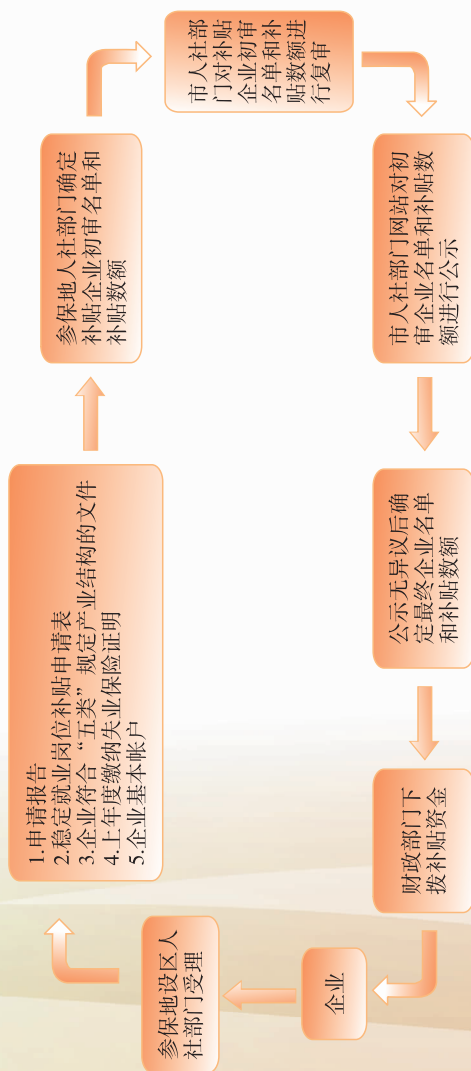 企业
参保地设区人
社部门受理
1.申请报告
2.稳定就业岗位补贴申请表
3.企业符合“五类”规定产业结构的文件
4.上年度缴纳失业保险证明
5.企业基本帐户
参保地人社部门确定
补贴企业初审名单和
补贴数额
市人社部
门对补贴
企业初审
名单和补
贴数额进
行复审
市人社部门网站对初
审企业名单和补贴数
额进行公示
公示无异议后确
定最终企业名单
和补贴数额
财政部门下
拨补贴资金